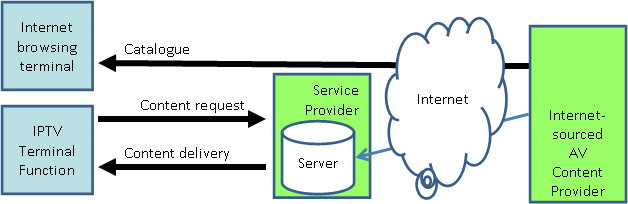 Internet
browsing
terminal
Catalogue
IPTV
Terminal
Function
Content request
Content delivery
Service
Provider
Server
Internet
Internet-
sourced
AV
Content
Provider